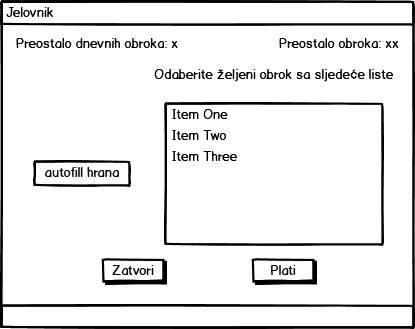 Jelovnik
Preostalo dnevnih obroka: x
Preostalo obroka: xx
Odaberite željeni obrok sa sljedeće liste
Item One
Item Two
Item Three
autofill hrana
Zatvori
Plati